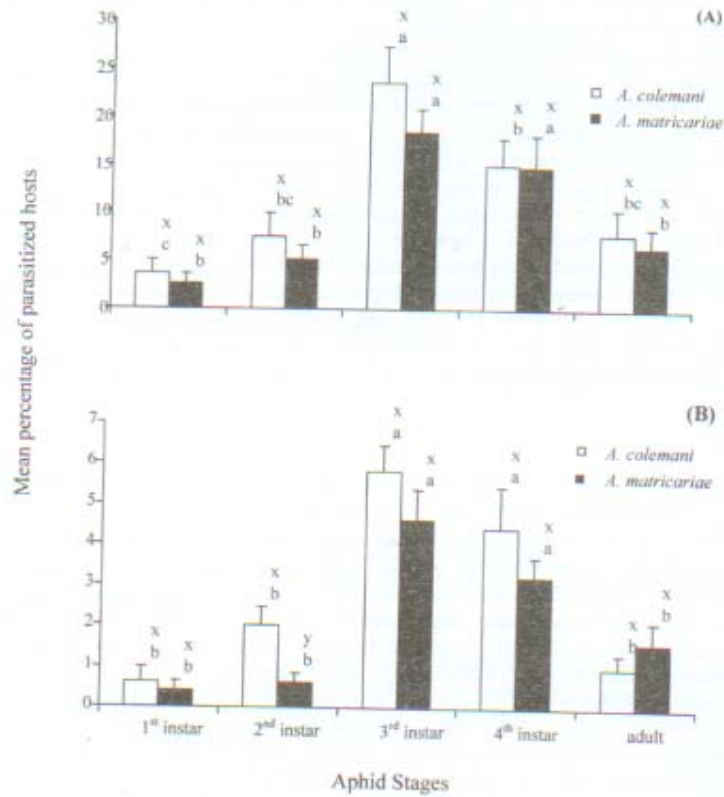 30
25
20
15
10
5
0
(A)
A. colemani
A. matricariae
x
c
x
b
x
bc
x
b
x
a
x
a
x
b
x
a
x
bc
x
b
Mean percentage of parasitized hosts
7
6
5
4
3
2
1
0
(B)
A. colemani
A. matricariae
x
b
x
b
x
b
y
b
x
a
x
a
x
a
x
a
x
b
x
b
1st instar
2nd instar
3rd instar
4th instar
adult
Aphid Stages